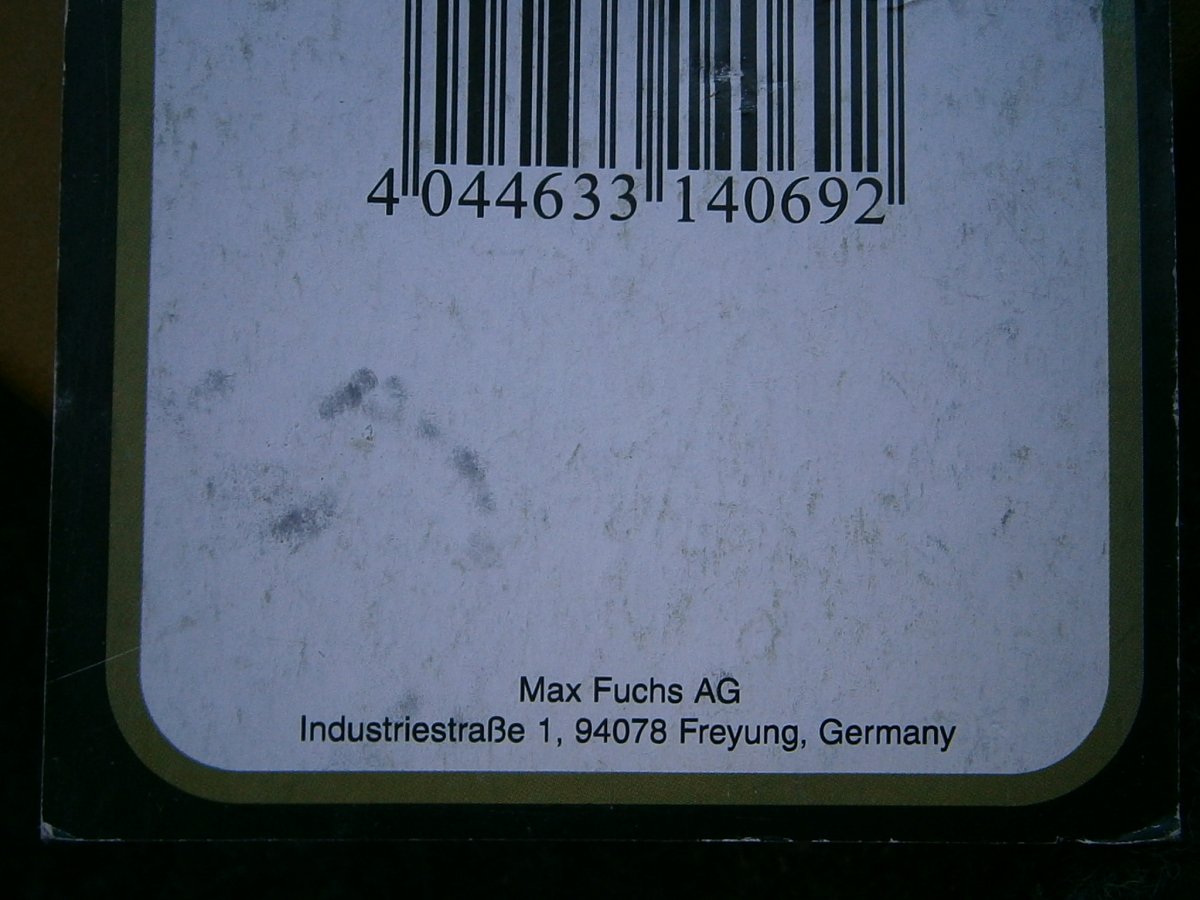 4 044633 140692
Max Fuchs AG
Industriestraße 1, 94078 Freyung, Germany